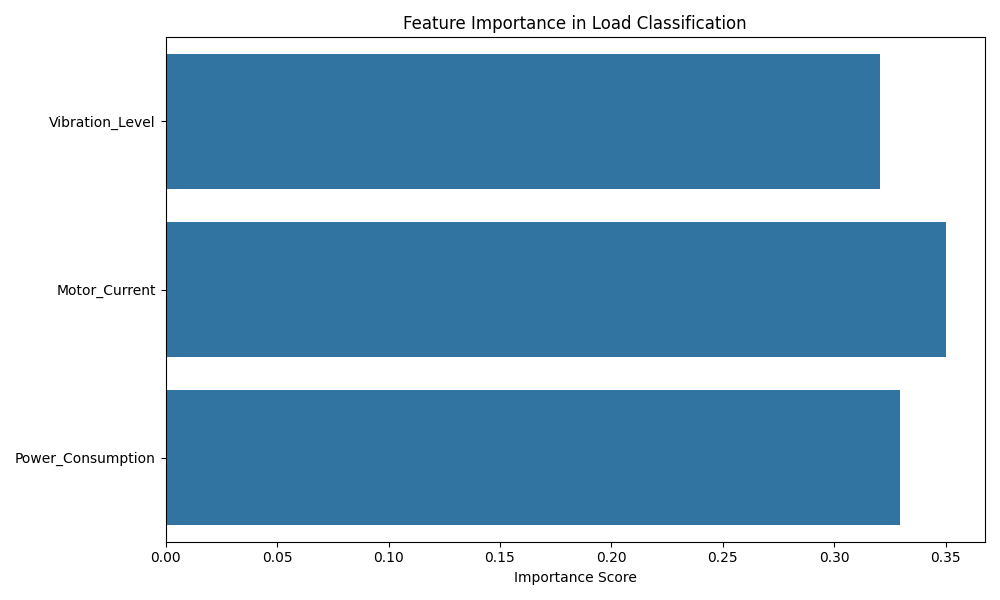 Feature Importance in Load Classification
Vibration_Level
Motor_Current
Power_Consumption
0.00 0.05 0.10 0.15 0.20 0.25 0.30 0.35
Importance Score